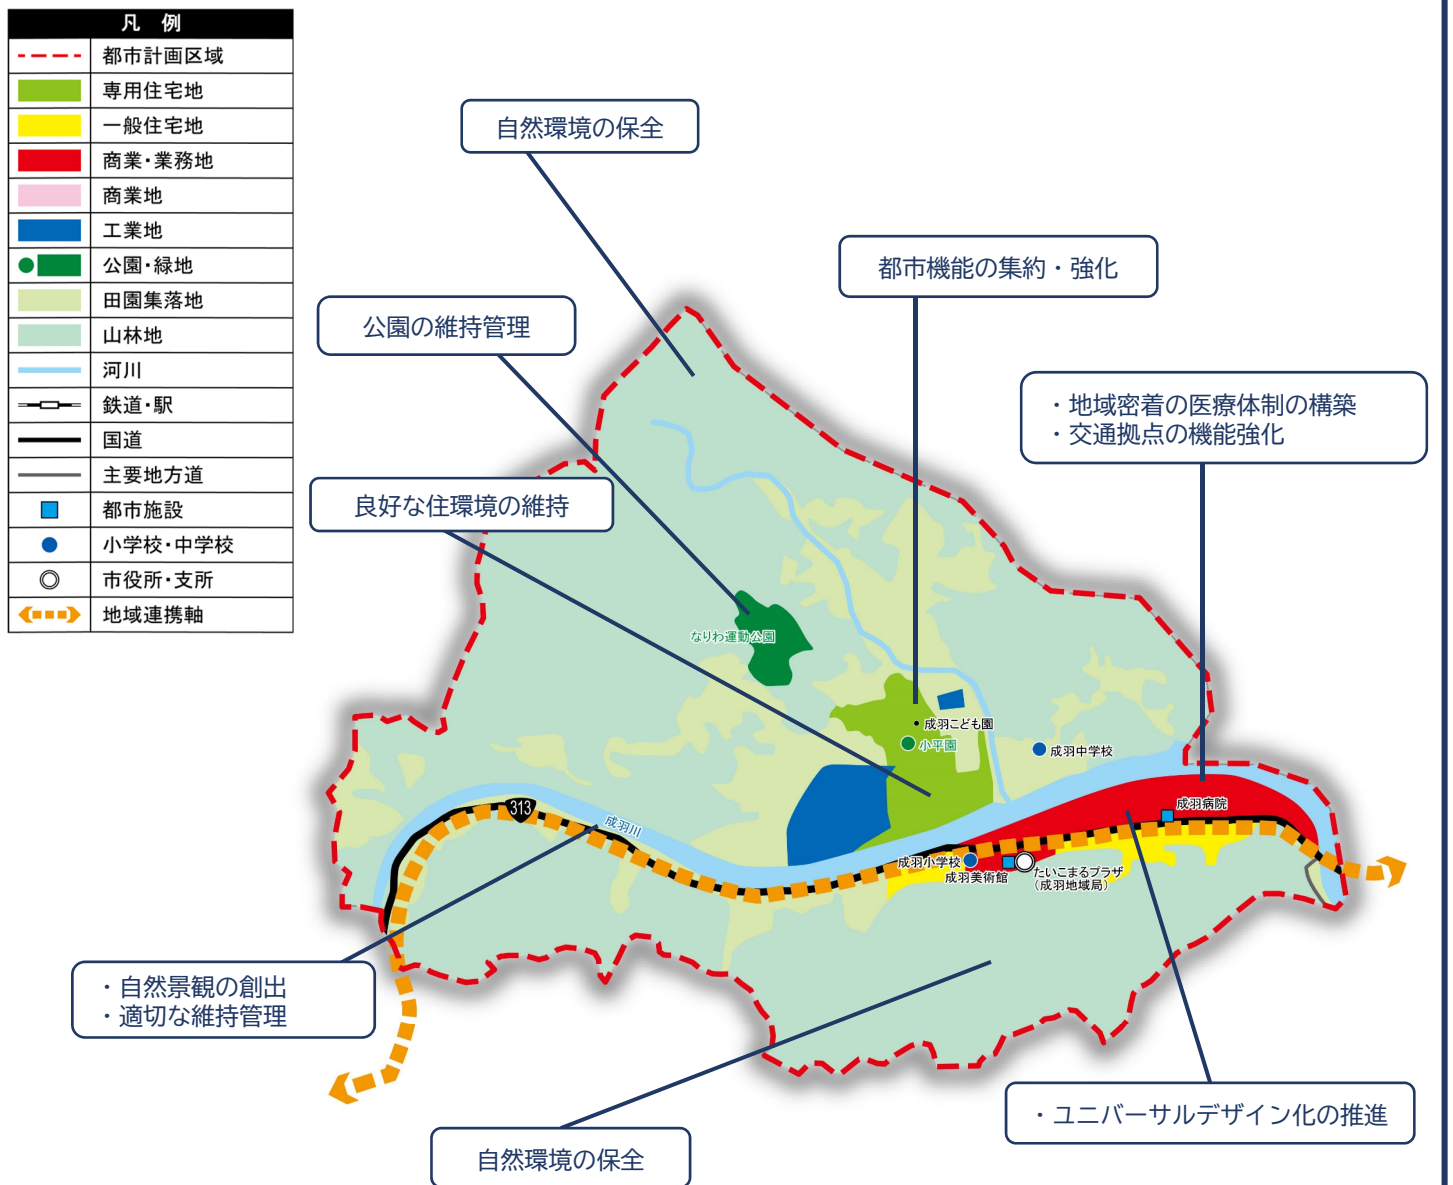 凡 例
都市計画区域
専用住宅地
一般住宅地
商業・業務地
商業地
工業地
公園・緑地
田園集落地
山林地
河川
鉄道・駅
国道
主要地方道
都市施設
小学校・中学校
市役所・支所
地域連携軸
自然環境の保全
都市機能の集約・強化
公園の維持管理
・地域密着の医療体制の構築
・交通拠点の機能強化
良好な住環境の維持
なりわ運動公園
成羽こども園
小平園
成羽中学校
313
成羽川
成羽病院
成羽小学校
成羽美術館
たいこまるプラザ
(成羽地域局)
・自然景観の創出
・適切な維持管理
・ユニバーサルデザイン化の推進
自然環境の保全